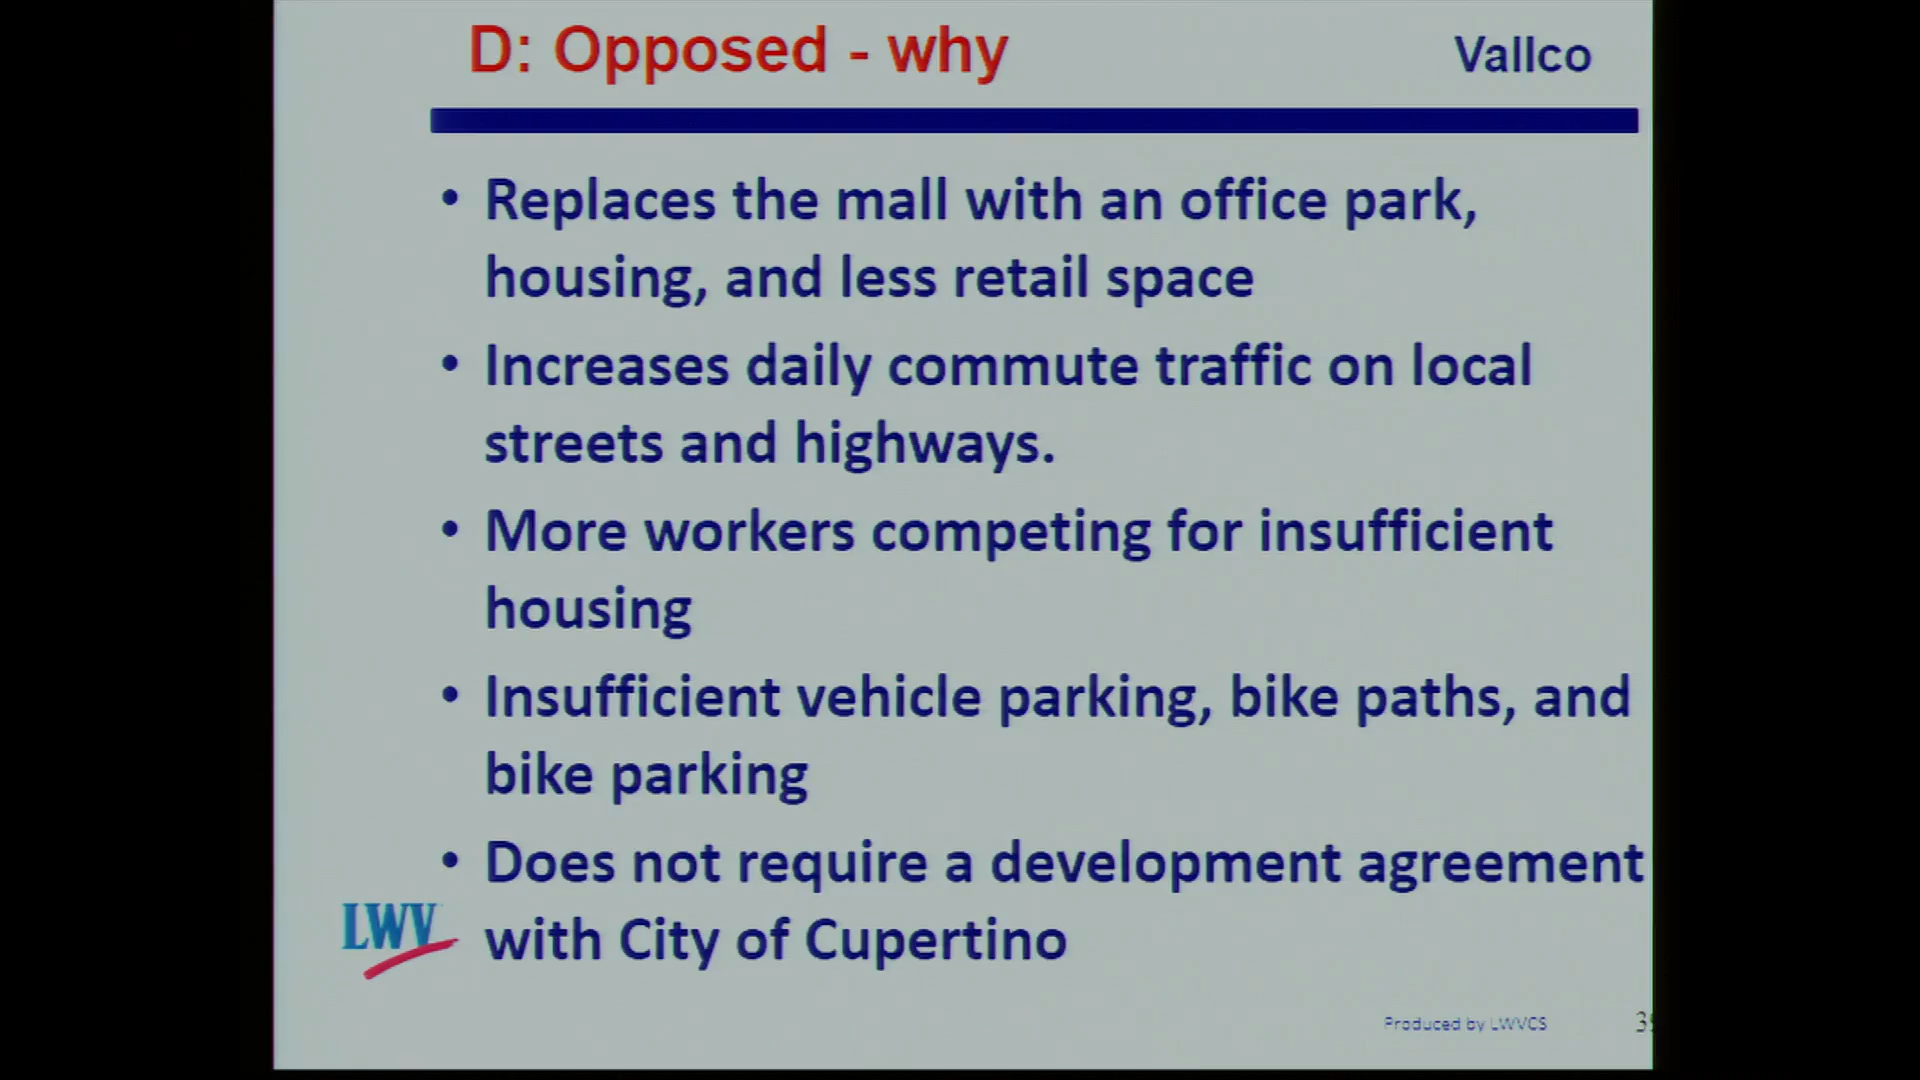 D: Opposed - why
Vallco
• Replaces the mall with an office park,
housing, and less retail space
• Increases daily commute traffic on local
streets and highways.
• More workers competing for insufficient
housing
• Insufficient vehicle parking, bike paths, and
bike parking
• Does not require a development agreement
with City of Cupertino
LWV
Produced by LWVCS